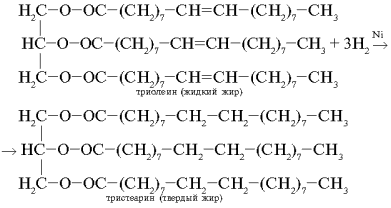 H₂C–O–OC–(CH₂)₇–CH=CH–(CH₂)₇–CH₃
HC–O–OC–(CH₂)₇–CH=CH–(CH₂)₇–CH₃ + 3H₂ Ni→
H₂C–O–OC–(CH₂)₇–CH=CH–(CH₂)₇–CH₃
триолеин (жидкий жир)
H₂C–O–OC–(CH₂)₇–CH₂–CH₂–(CH₂)₇–CH₃
→HC–O–OC–(CH₂)₇–CH₂–CH₂–(CH₂)₇–CH₃
H₂C–O–OC–(CH₂)₇–CH₂–CH₂–(CH₂)₇–CH₃
тристеарин (твердый жир)